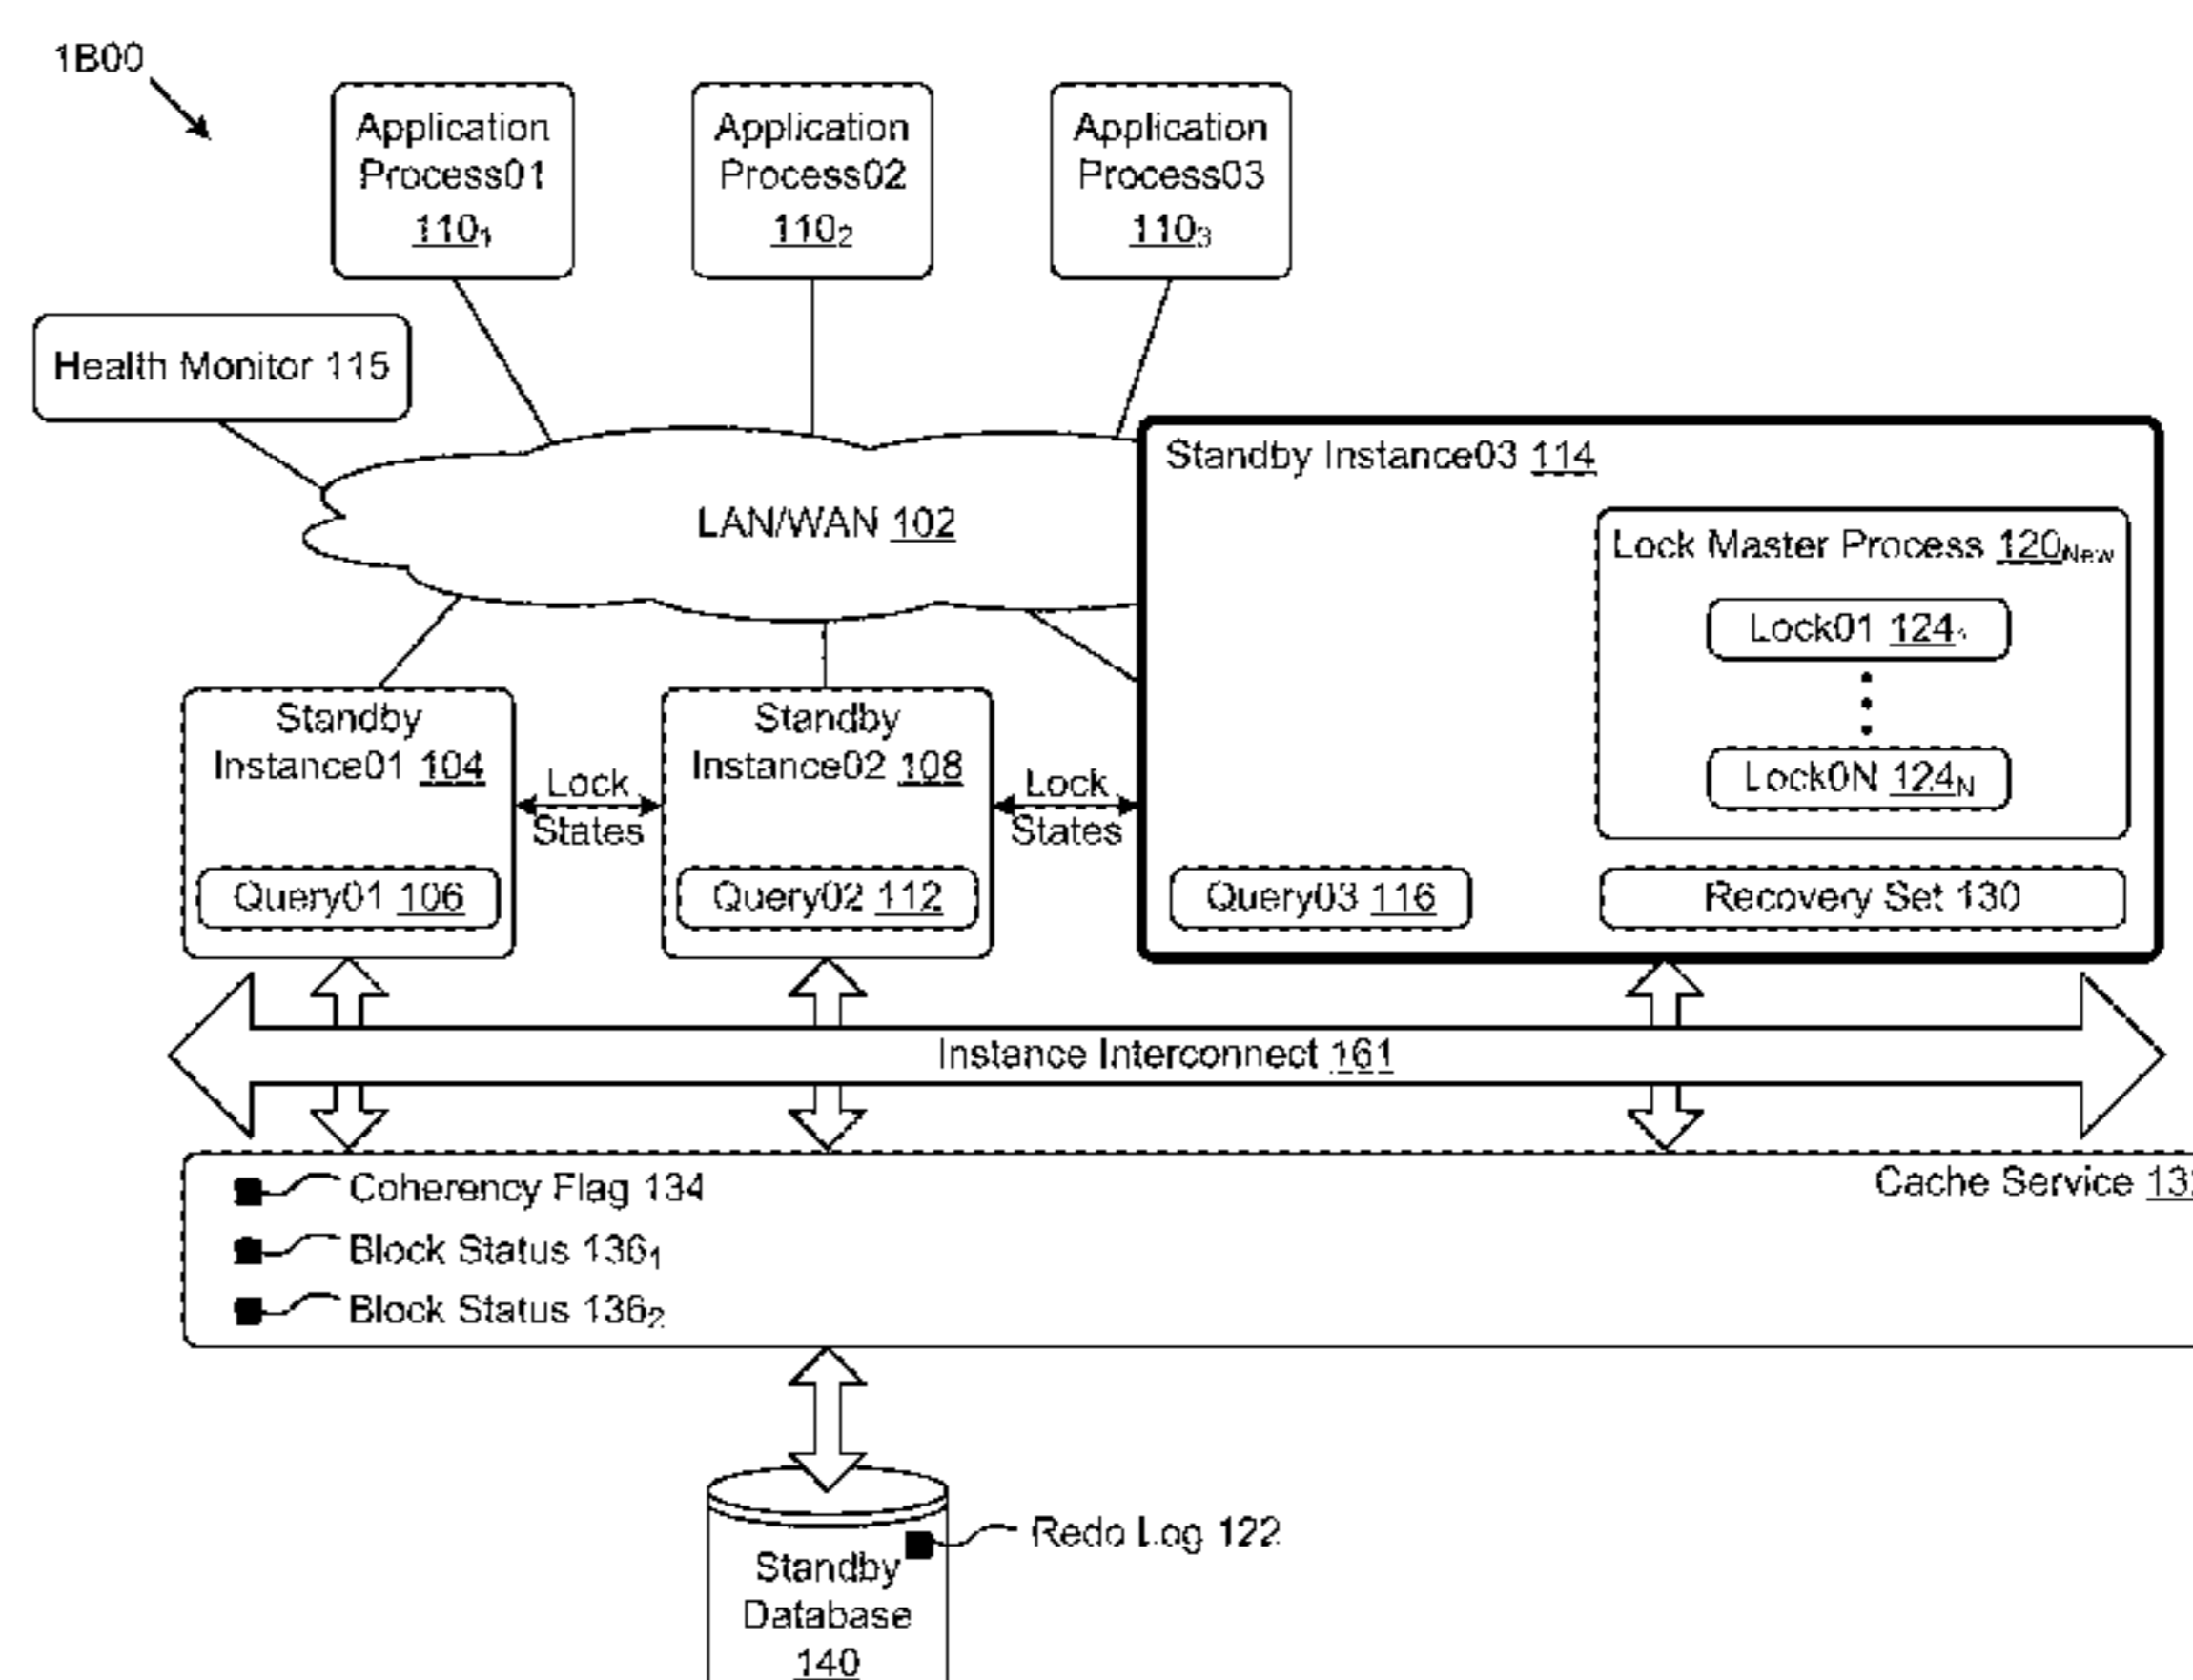 1B00
Application
Process01
110₁
Application
Process02
110₂
Application
Process03
110₃
Health Monitor 115
LAN/WAN 102
Standby Instance03 114
Lock Master Process 120New
Lock01 124₁
Lock0N 124N
Query03 116
Recovery Set 130
Standby
Instance01 104
Query01 106
Lock
States
Standby
Instance02 108
Query02 112
Lock
States
Instance Interconnect 161
Cache Service
Coherency Flag 134
Block Status 136₁
Block Status 136₂
Redo Log 122
Standby
Database
140